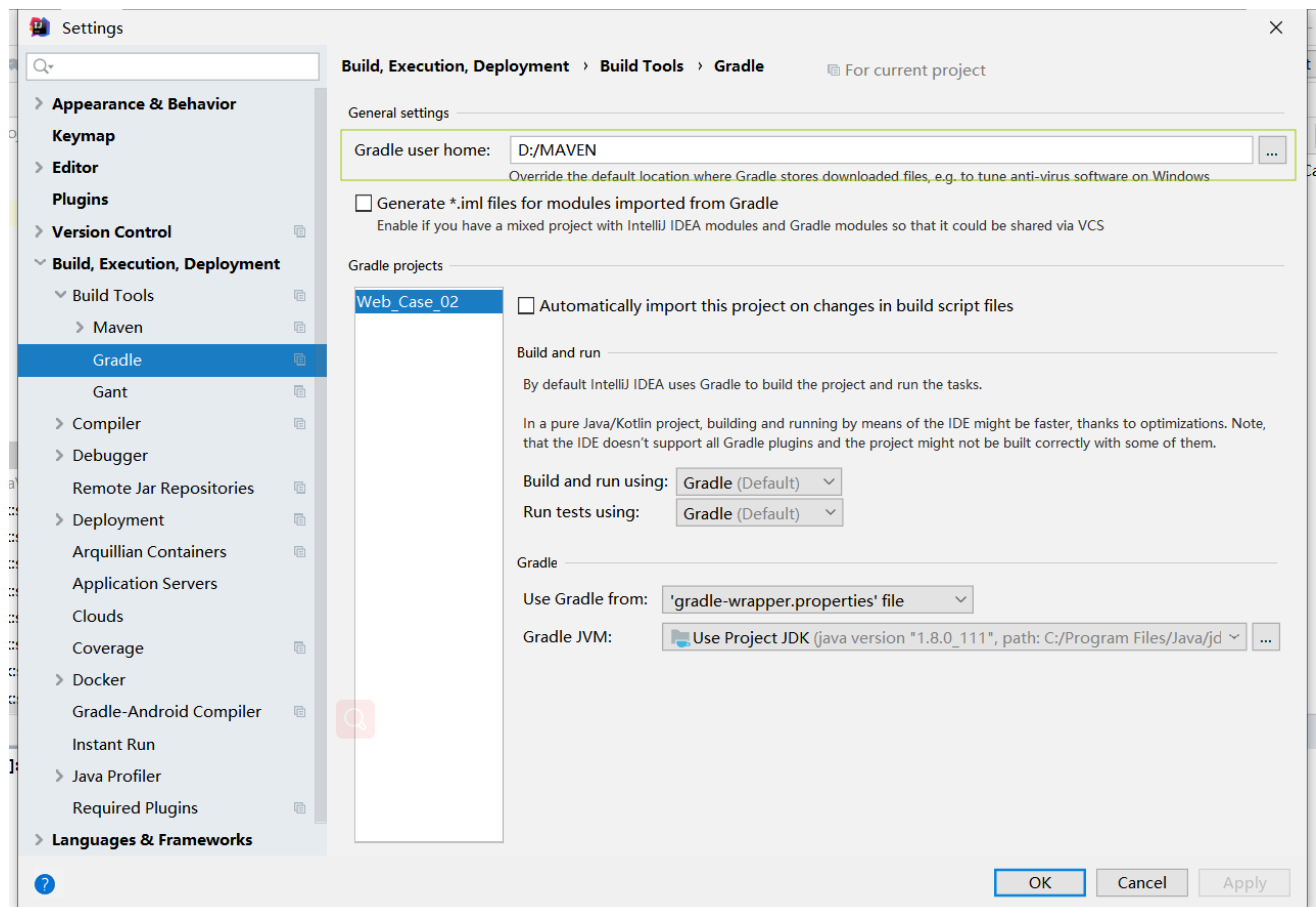 Settings
Build, Execution, Deployment › Build Tools › Gradle
For current project
Appearance & Behavior
Keymap
Editor
Plugins
Version Control
Build, Execution, Deployment
Build Tools
Maven
Gradle
Gant
Compiler
Debugger
Remote Jar Repositories
Deployment
Arquillian Containers
Application Servers
Clouds
Coverage
Docker
Gradle-Android Compiler
Instant Run
Java Profiler
Required Plugins
Languages & Frameworks
General settings
Gradle user home: D:/MAVEN ...
Override the default location where Gradle stores downloaded files, e.g. to tune anti-virus software on Windows
Generate *.iml files for modules imported from Gradle
Enable if you have a mixed project with IntelliJ IDEA modules and Gradle modules so that it could be shared via VCS
Gradle projects
Web_Case_02
Automatically import this project on changes in build script files
Build and run
By default IntelliJ IDEA uses Gradle to build the project and run the tasks.
In a pure Java/Kotlin project, building and running by means of the IDE might be faster, thanks to optimizations. Note,
that the IDE doesn't support all Gradle plugins and the project might not be built correctly with some of them.
Build and run using: Gradle (Default)
Run tests using: Gradle (Default)
Gradle
Use Gradle from: 'gradle-wrapper.properties' file
Gradle JVM: Use Project JDK (java version "1.8.0_111", path: C:/Program Files/Java/jd ...
?
OK
Cancel
Apply